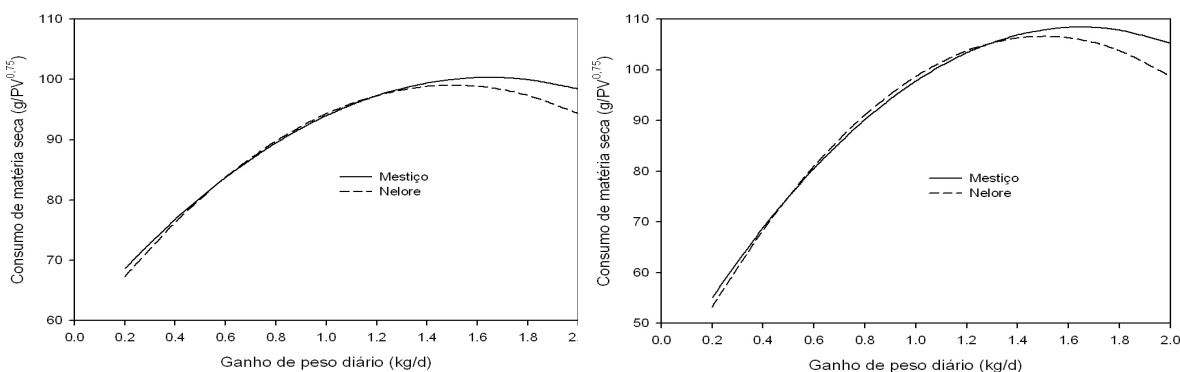 110
100
90
80
70
60
Consumo de matéria seca (g/PV^0,75)
Mestiço
Nelore
0.0 0.2 0.4 0.6 0.8 1.0 1.2 1.4 1.6 1.8 2.
Ganho de peso diário (kg/d)
110
100
90
80
70
60
50
Consumo de matéria seca (g/PV^0,75)
Mestiço
Nelore
0.0 0.2 0.4 0.6 0.8 1.0 1.2 1.4 1.6 1.8 2.0
Ganho de peso diário (kg/d)